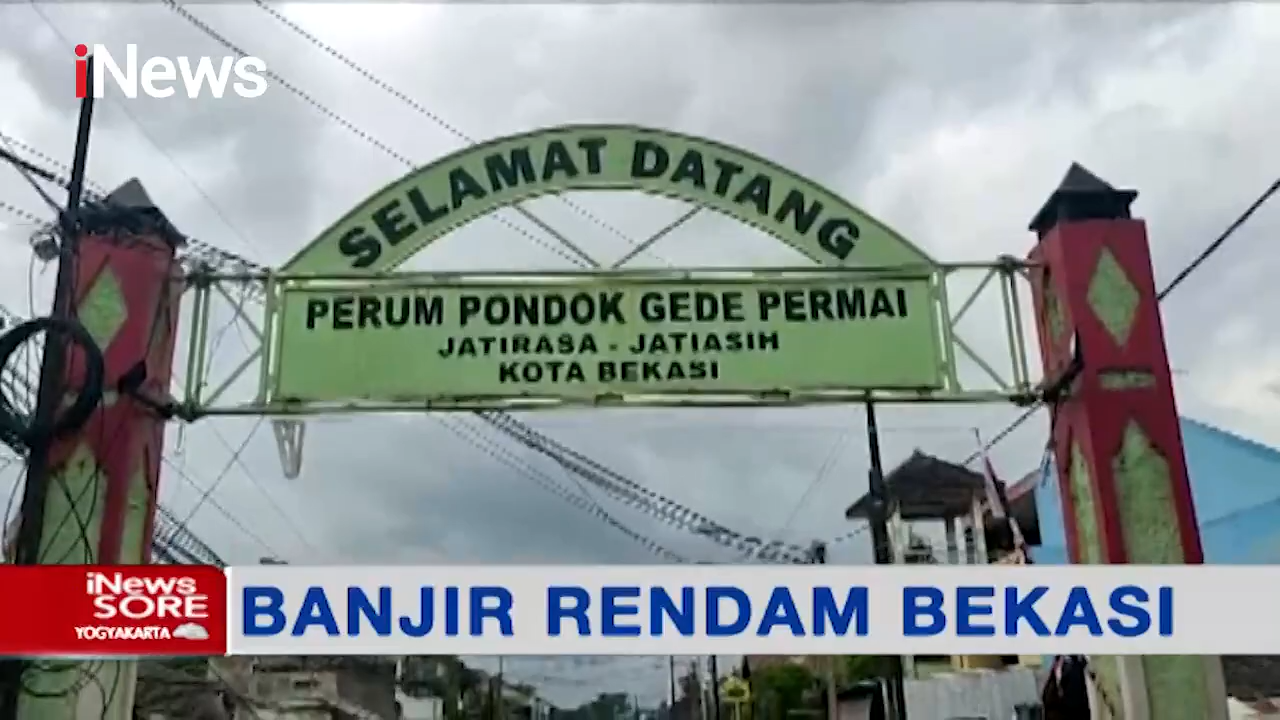 iNews
SELAMAT DATANG
PERUM PONDOK GEDE PERMAI
JATIRASA - JATIASIH
KOTA BEKASI
iNews
SORE
YOGYAKARTA
BANJIR RENDAM BEKASI